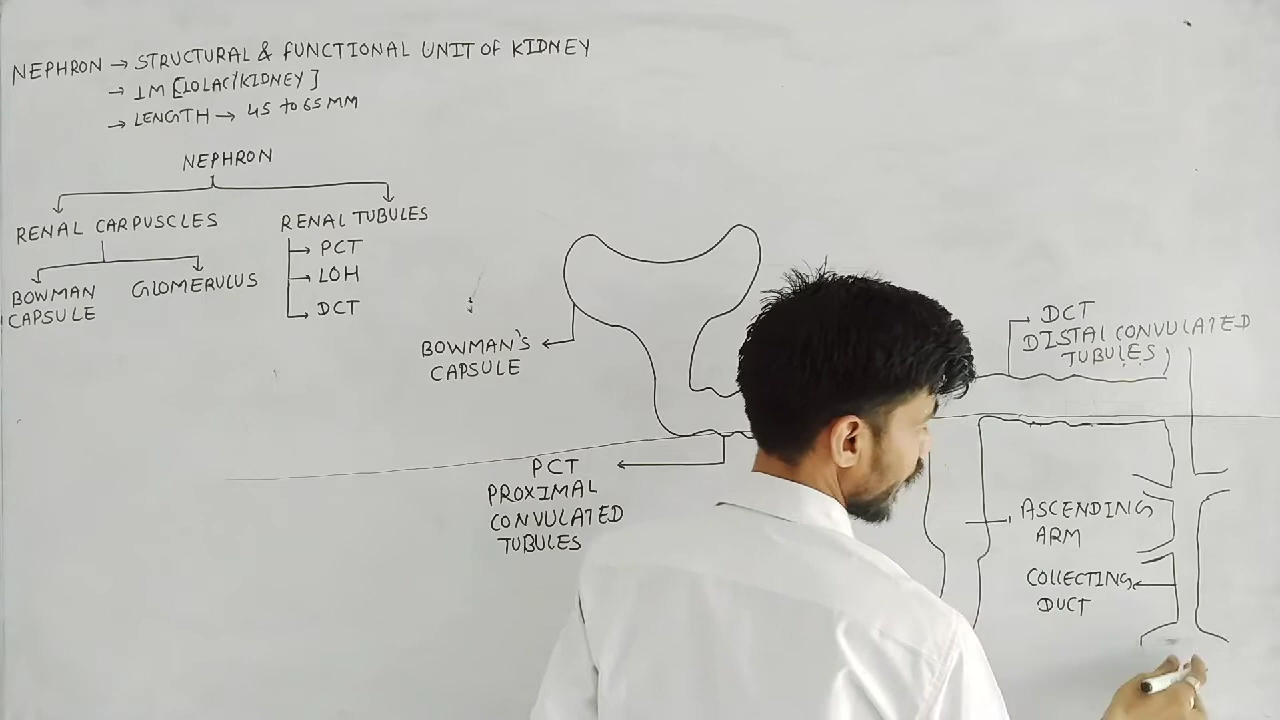 NEPHRON → STRUCTURAL & FUNCTIONAL UNIT OF KIDNEY
→ 1M [10LAC/KIDNEY]
→ LENGTH → 45 to 65 MM
NEPHRON
RENAL CARPUSCLES
RENAL TUBULES
→ PCT
→ LOH
→ DCT
BOWMAN
CAPSULE
GLOMERULUS
BOWMAN'S
CAPSULE
PCT
PROXIMAL
CONVULATED
TUBULES
DCT
DISTAL CONVULATED
TUBULES
ASCENDING
ARM
COLLECTING
DUCT